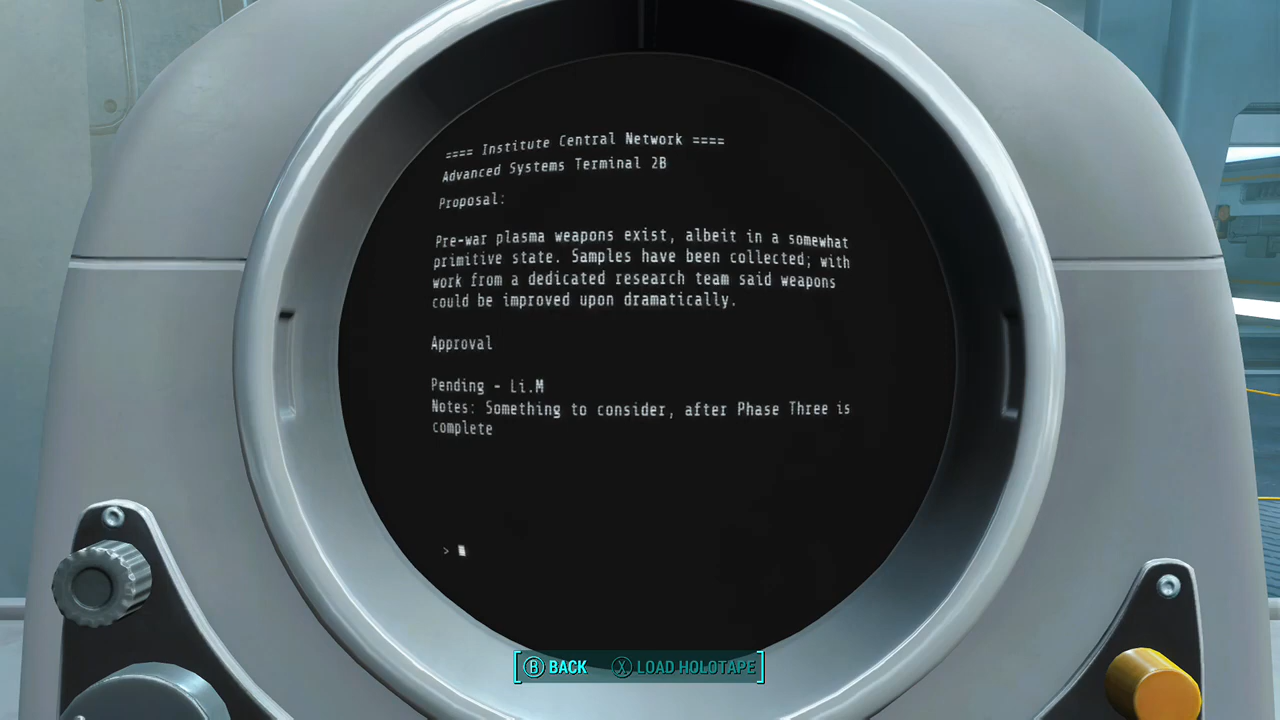 ==== Institute Central Network ====
Advanced Systems Terminal 2B
Proposal:
Pre-war plasma weapons exist, albeit in a somewhat
primitive state. Samples have been collected; with
work from a dedicated research team said weapons
could be improved upon dramatically.
Approval
Pending - Li.M
Notes: Something to consider, after Phase Three is
complete
>
(B) BACK (X) LOAD HOLOTAPE